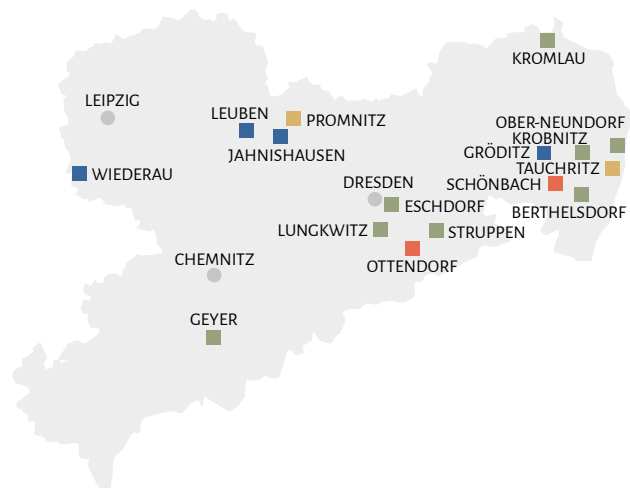 KROMLAU
LEIPZIG
LEUBEN
PROMNITZ
OBER-NEUNDORF
KROBNITZ
GRÖDITZ
JAHNISHAUSEN
TAUCHRITZ
WIEDERAU
DRESDEN
SCHÖNBACH
ESCHDORF
BERTHELSDORF
LUNGKWITZ
STRUPPEN
CHEMNITZ
OTTENDORF
GEYER